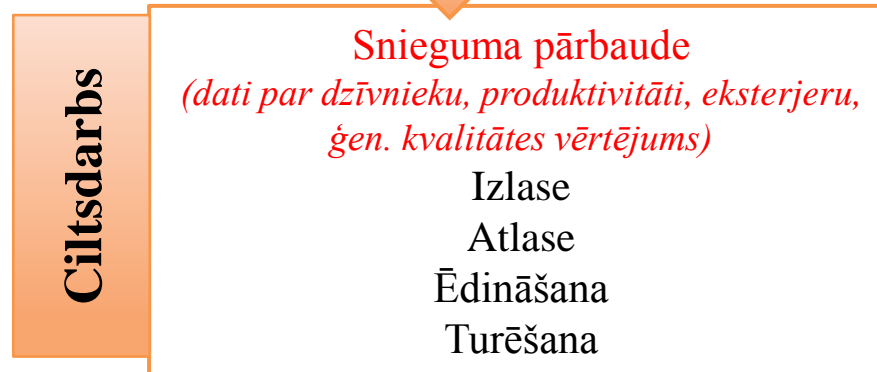 Ciltsdarbs
Snieguma pārbaude
(dati par dzīvnieku, produktivitāti, eksterjeru,
ģen. kvalitātes vērtējums)
Izlase
Atlase
Ēdināšana
Turēšana